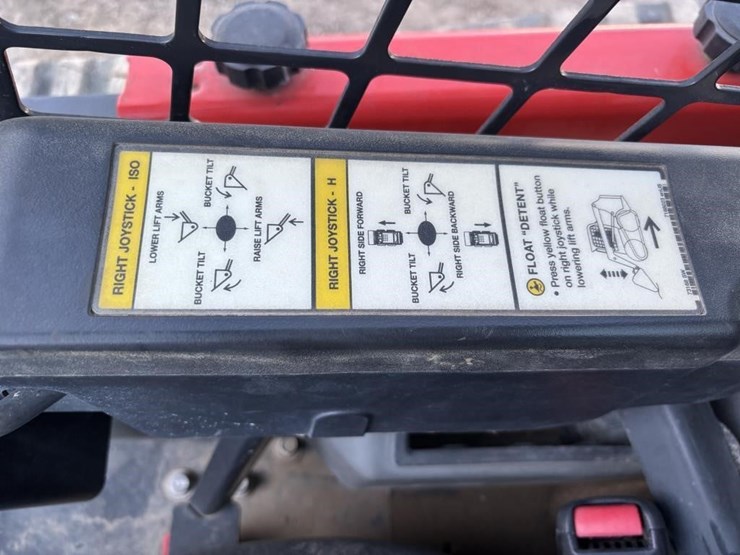 RIGHT JOYSTICK - ISO
LOWER LIFT ARMS
BUCKET TILT
BUCKET TILT
RAISE LIFT ARMS
RIGHT JOYSTICK - H
RIGHT SIDE FORWARD
BUCKET TILT
BUCKET TILT
RIGHT SIDE BACKWARD
FLOAT "DETENT"
• Press yellow float button
on right joystick while
lowering lift arms.